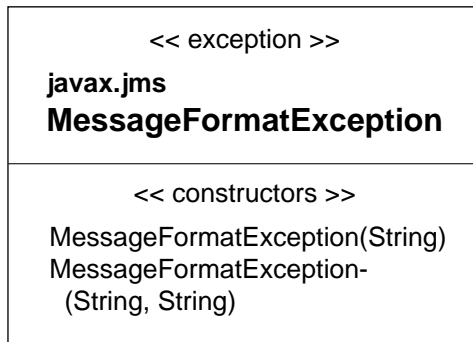 << exception >>
javax.jms
MessageFormatException
<< constructors >>
MessageFormatException(String)
MessageFormatException-
(String, String)